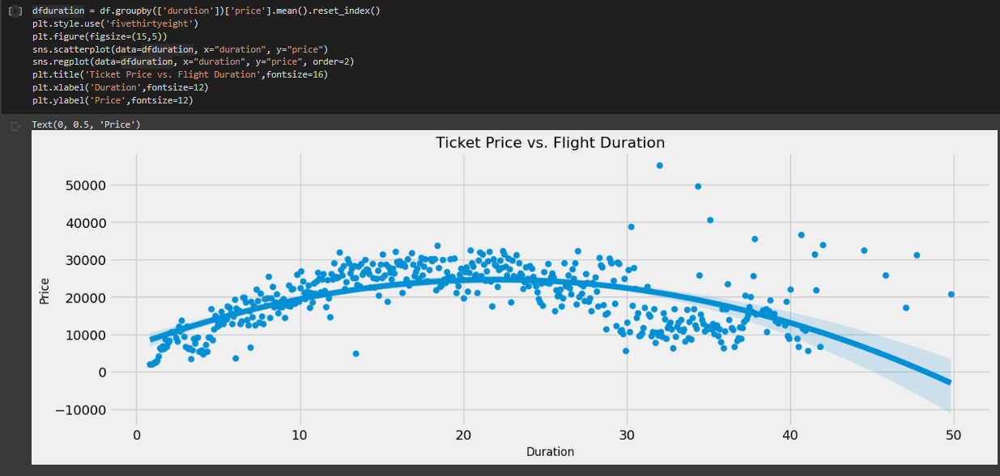 [ ] dfduration = df.groupby(['duration'])['price'].mean().reset_index()
plt.style.use('fivethirtyeight')
plt.figure(figsize=(15,5))
sns.scatterplot(data=dfduration, x="duration", y="price")
sns.regplot(data=dfduration, x="duration", y="price", order=2)
plt.title('Ticket Price vs. Flight Duration',fontsize=16)
plt.xlabel('Duration',fontsize=12)
plt.ylabel('Price',fontsize=12)
Text(0, 0.5, 'Price')
Ticket Price vs. Flight Duration
50000
40000
30000
20000
10000
0
−10000
Price
0 10 20 30 40 50
Duration